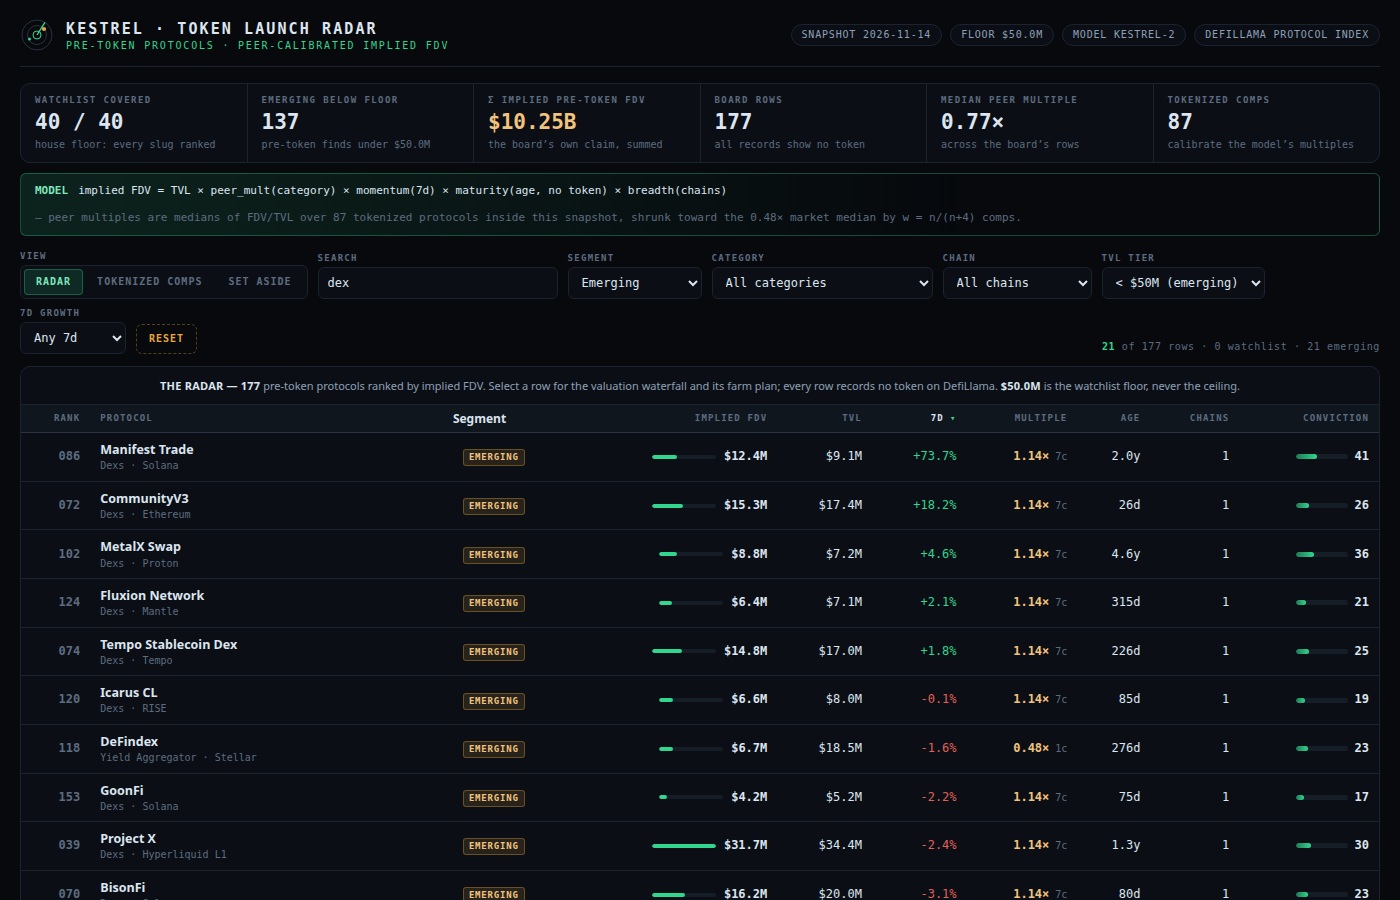 KESTREL · TOKEN LAUNCH RADAR
PRE-TOKEN PROTOCOLS · PEER-CALIBRATED IMPLIED FDV
SNAPSHOT 2026-11-14
FLOOR $50.0M
MODEL KESTREL-2
DEFILLAMA PROTOCOL INDEX
WATCHLIST COVERED
40 / 40
house floor: every slug ranked
EMERGING BELOW FLOOR
137
pre-token finds under $50.0M
Σ IMPLIED PRE-TOKEN FDV
$10.25B
the board’s own claim, summed
BOARD ROWS
177
all records show no token
MEDIAN PEER MULTIPLE
0.77×
across the board’s rows
TOKENIZED COMPS
87
calibrate the model’s multiples
MODEL implied FDV = TVL × peer_mult(category) × momentum(7d) × maturity(age, no token) × breadth(chains)
— peer multiples are medians of FDV/TVL over 87 tokenized protocols inside this snapshot, shrunk toward the 0.48× market median by w = n/(n+4) comps.
VIEW
RADAR TOKENIZED COMPS SET ASIDE
SEARCH
dex
SEGMENT
Emerging
CATEGORY
All categories
CHAIN
All chains
TVL TIER
< $50M (emerging)
7D GROWTH
Any 7d
RESET
21 of 177 rows · 0 watchlist · 21 emerging
THE RADAR — 177 pre-token protocols ranked by implied FDV. Select a row for the valuation waterfall and its farm plan; every row records no token on DefiLlama. $50.0M is the watchlist floor, never the ceiling.
RANK PROTOCOL Segment IMPLIED FDV TVL 7D ▾ MULTIPLE AGE CHAINS CONVICTION
086 Manifest Trade EMERGING $12.4M $9.1M +73.7% 1.14× 7c 2.0y 1 41
Dexs · Solana
072 CommunityV3 EMERGING $15.3M $17.4M +18.2% 1.14× 7c 26d 1 26
Dexs · Ethereum
102 MetalX Swap EMERGING $8.8M $7.2M +4.6% 1.14× 7c 4.6y 1 36
Dexs · Proton
124 Fluxion Network EMERGING $6.4M $7.1M +2.1% 1.14× 7c 315d 1 21
Dexs · Mantle
074 Tempo Stablecoin Dex EMERGING $14.8M $17.0M +1.8% 1.14× 7c 226d 1 25
Dexs · Tempo
120 Icarus CL EMERGING $6.6M $8.0M -0.1% 1.14× 7c 85d 1 19
Dexs · RISE
118 DeFindex EMERGING $6.7M $18.5M -1.6% 0.48× 1c 276d 1 23
Yield Aggregator · Stellar
153 GoonFi EMERGING $4.2M $5.2M -2.2% 1.14× 7c 75d 1 17
Dexs · Solana
039 Project X EMERGING $31.7M $34.4M -2.4% 1.14× 7c 1.3y 1 30
Dexs · Hyperliquid L1
070 BisonFi EMERGING $16.2M $20.0M -3.1% 1.14× 7c 80d 1 23